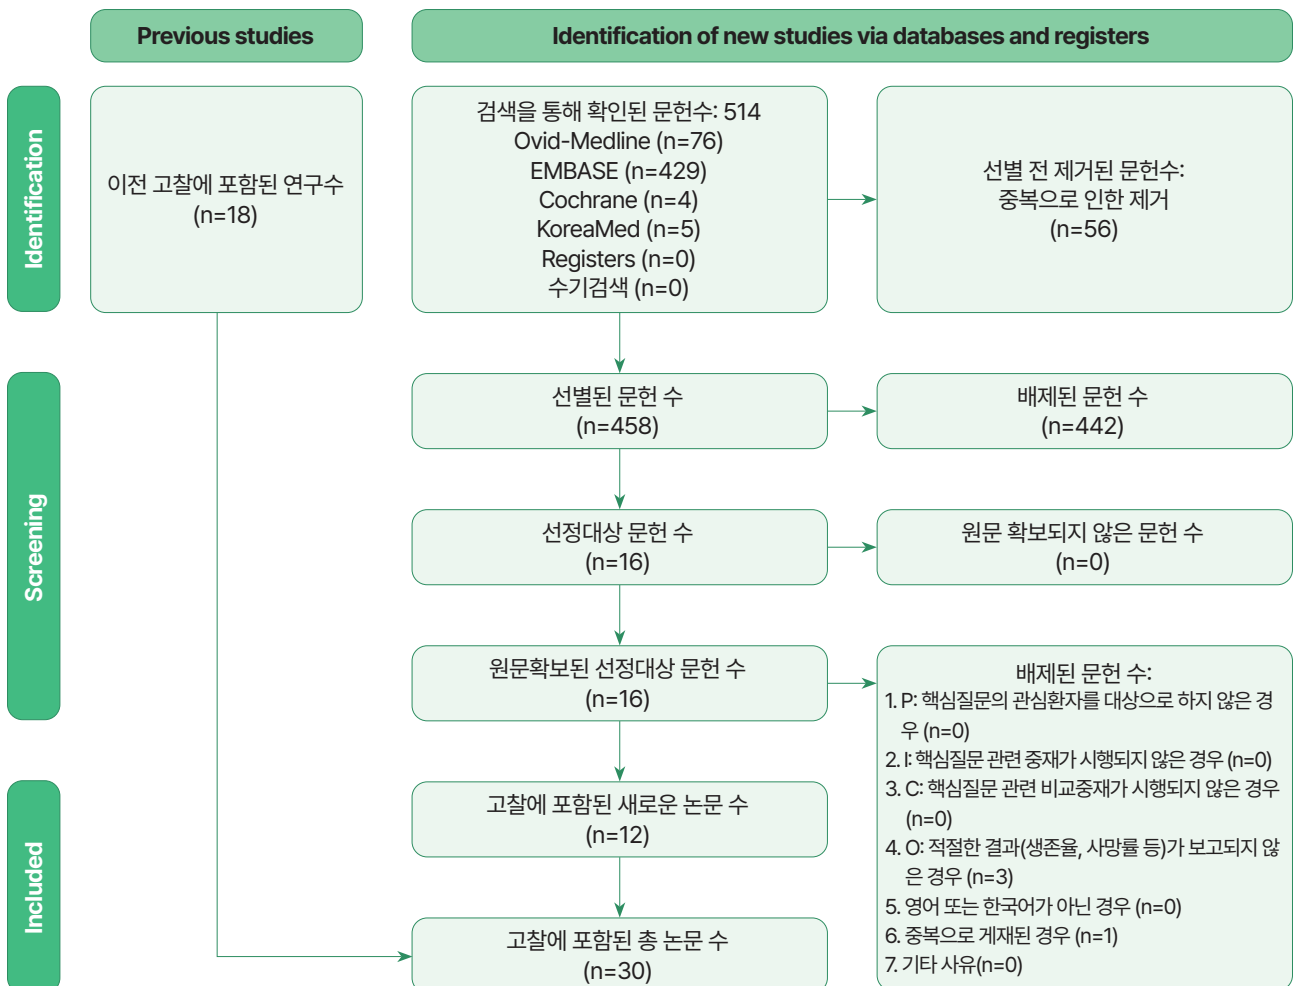 Previous studies
Identification of new studies via databases and registers
Identification
이전 고찰에 포함된 연구수
(n=18)
검색을 통해 확인된 문헌수: 514
Ovid-Medline (n=76)
EMBASE (n=429)
Cochrane (n=4)
KoreaMed (n=5)
Registers (n=0)
수기검색 (n=0)
선별 전 제거된 문헌수:
중복으로 인한 제거
(n=56)
Screening
선별된 문헌 수
(n=458)
배제된 문헌 수
(n=442)
선정대상 문헌 수
(n=16)
원문 확보되지 않은 문헌 수
(n=0)
원문확보된 선정대상 문헌 수
(n=16)
배제된 문헌 수:
1. P: 핵심질문의 관심환자를 대상으로 하지 않은 경
우 (n=0)
2. I: 핵심질문 관련 중재가 시행되지 않은 경우 (n=0)
3. C: 핵심질문 관련 비교중재가 시행되지 않은 경우
(n=0)
4. O: 적절한 결과(생존율, 사망률 등)가 보고되지 않
은 경우 (n=3)
5. 영어 또는 한국어가 아닌 경우 (n=0)
6. 중복으로 게재된 경우 (n=1)
7. 기타 사유(n=0)
Included
고찰에 포함된 새로운 논문 수
(n=12)
고찰에 포함된 총 논문 수
(n=30)